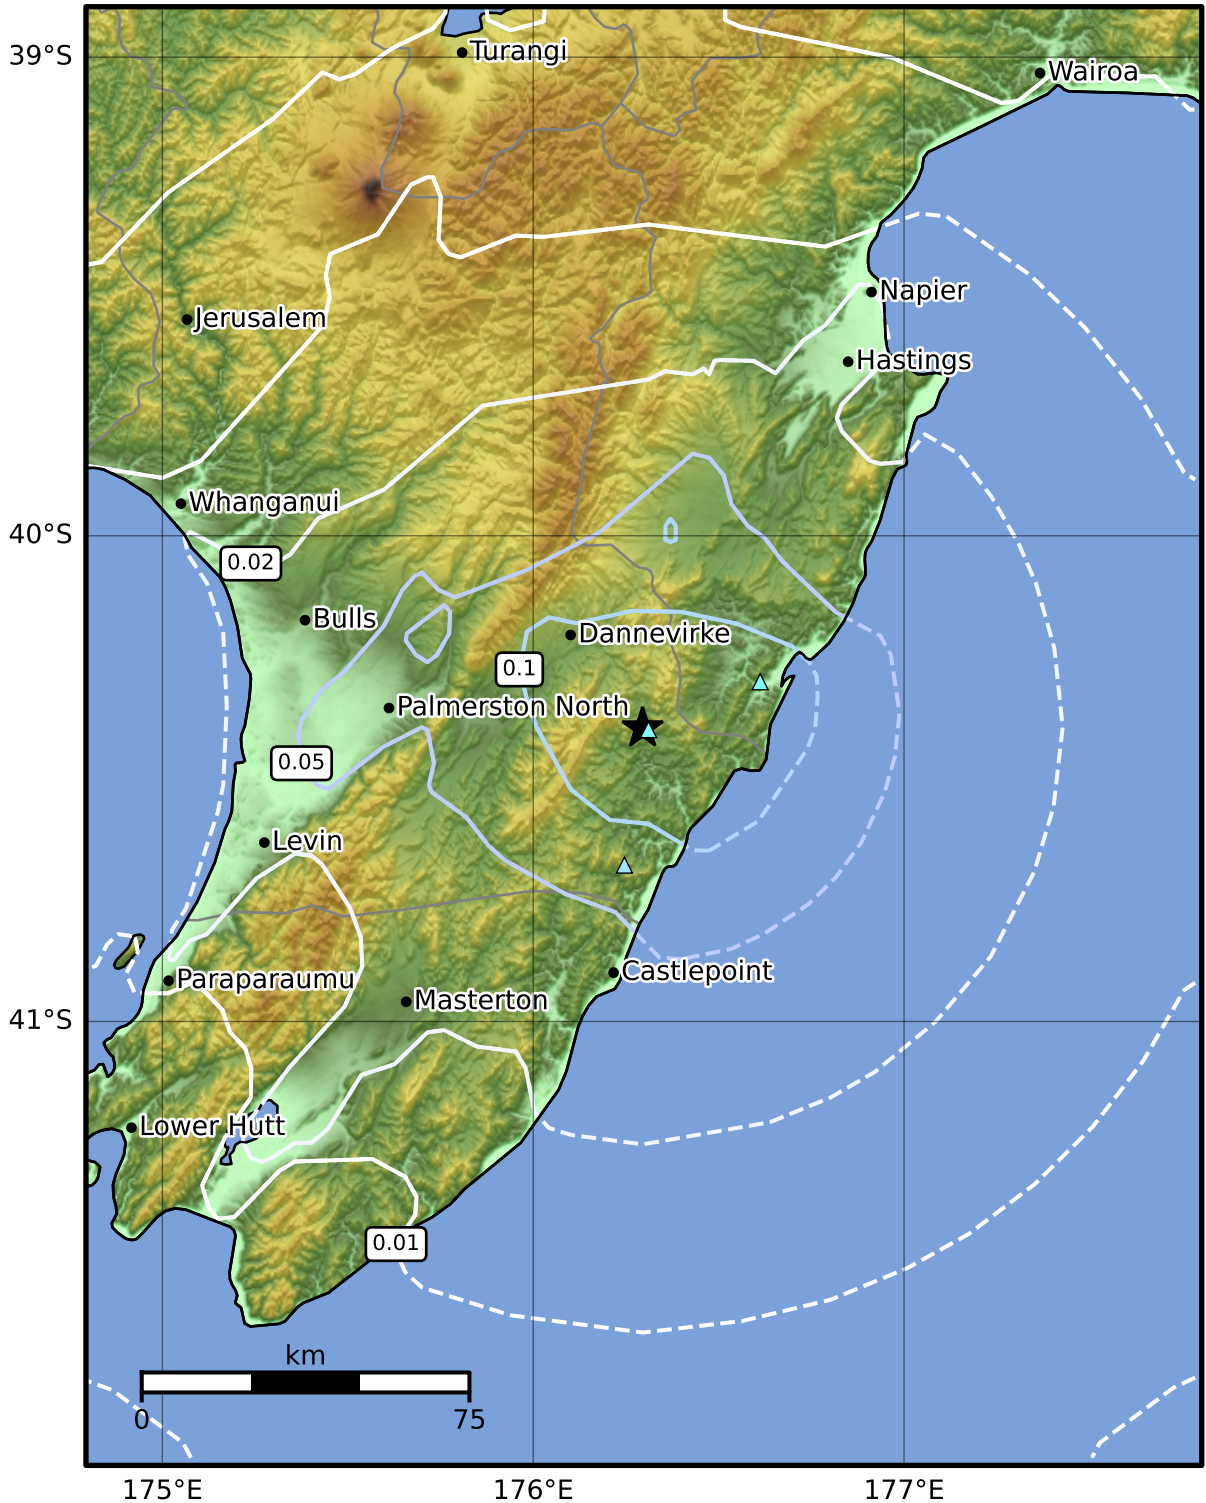 39°S
Turangi
Wairoa
Napier
Jerusalem
Hastings
Whanganui
40°S
0.02
Bulls
Dannevirke
0.1
Palmerston North
0.05
Levin
Castlepoint
Paraparaumu
Masterton
41°S
Lower Hutt
0.01
km
0 75
175°E 176°E 177°E